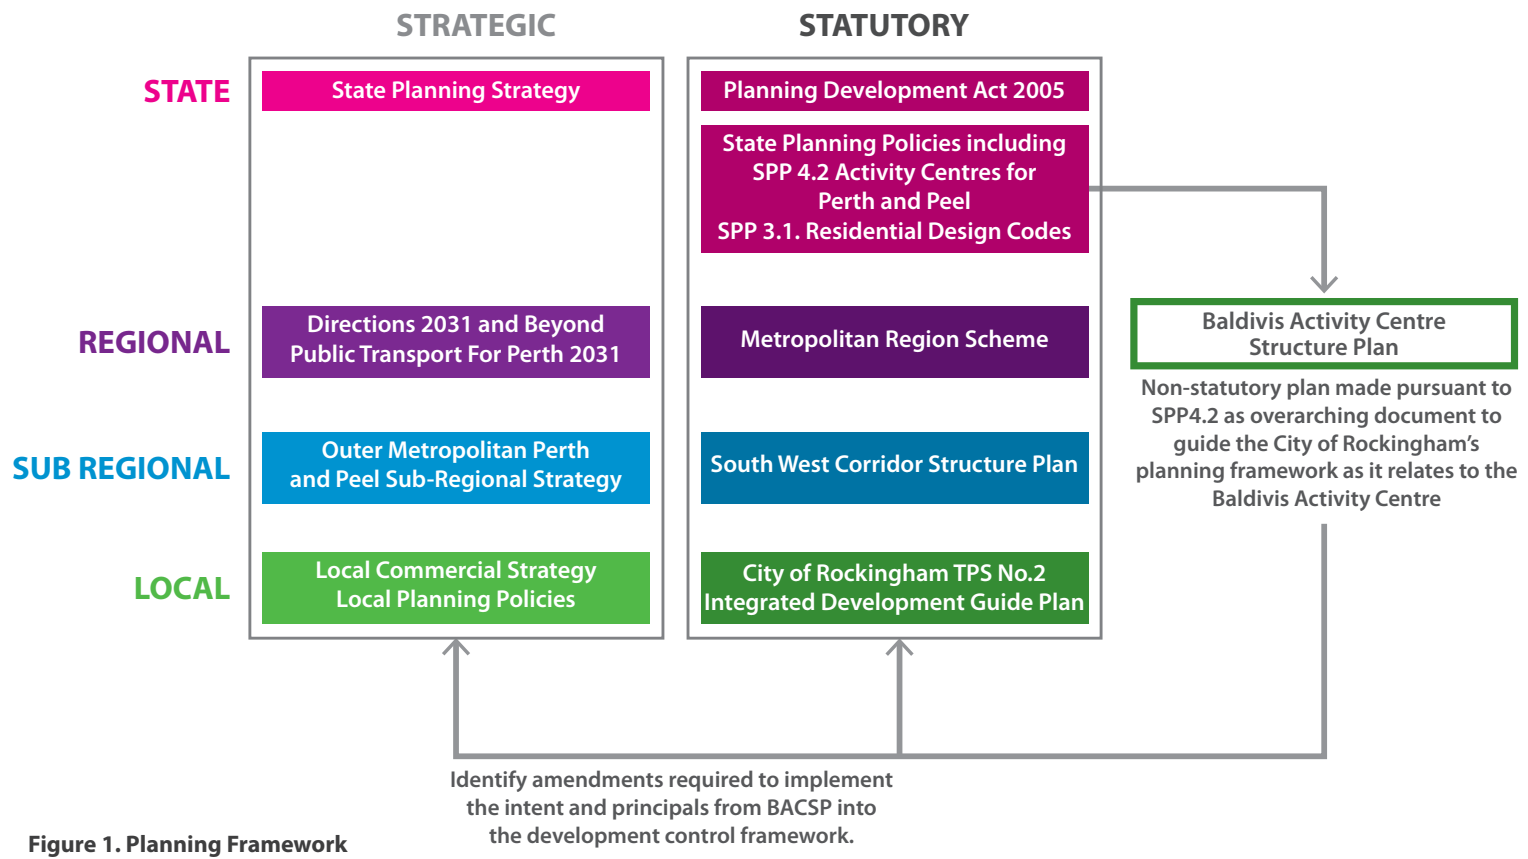 STRATEGIC
STATUTORY
STATE
State Planning Strategy
Planning Development Act 2005
State Planning Policies including
SPP 4.2 Activity Centres for
Perth and Peel
SPP 3.1. Residential Design Codes
REGIONAL
Directions 2031 and Beyond
Public Transport For Perth 2031
Metropolitan Region Scheme
Baldivis Activity Centre
Structure Plan
Non-statutory plan made pursuant to
SPP4.2 as overarching document to
guide the City of Rockingham's
planning framework as it relates to the
Baldivis Activity Centre
SUB REGIONAL
Outer Metropolitan Perth
and Peel Sub-Regional Strategy
South West Corridor Structure Plan
LOCAL
Local Commercial Strategy
Local Planning Policies
City of Rockingham TPS No.2
Integrated Development Guide Plan
Identify amendments required to implement
the intent and principals from BACSP into
the development control framework.
Figure 1. Planning Framework